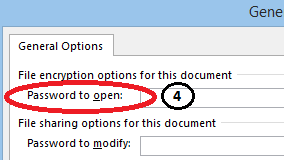 Gene
General Options
File encryption options for this document
Password to open:
4
File sharing options for this document
Password to modify: